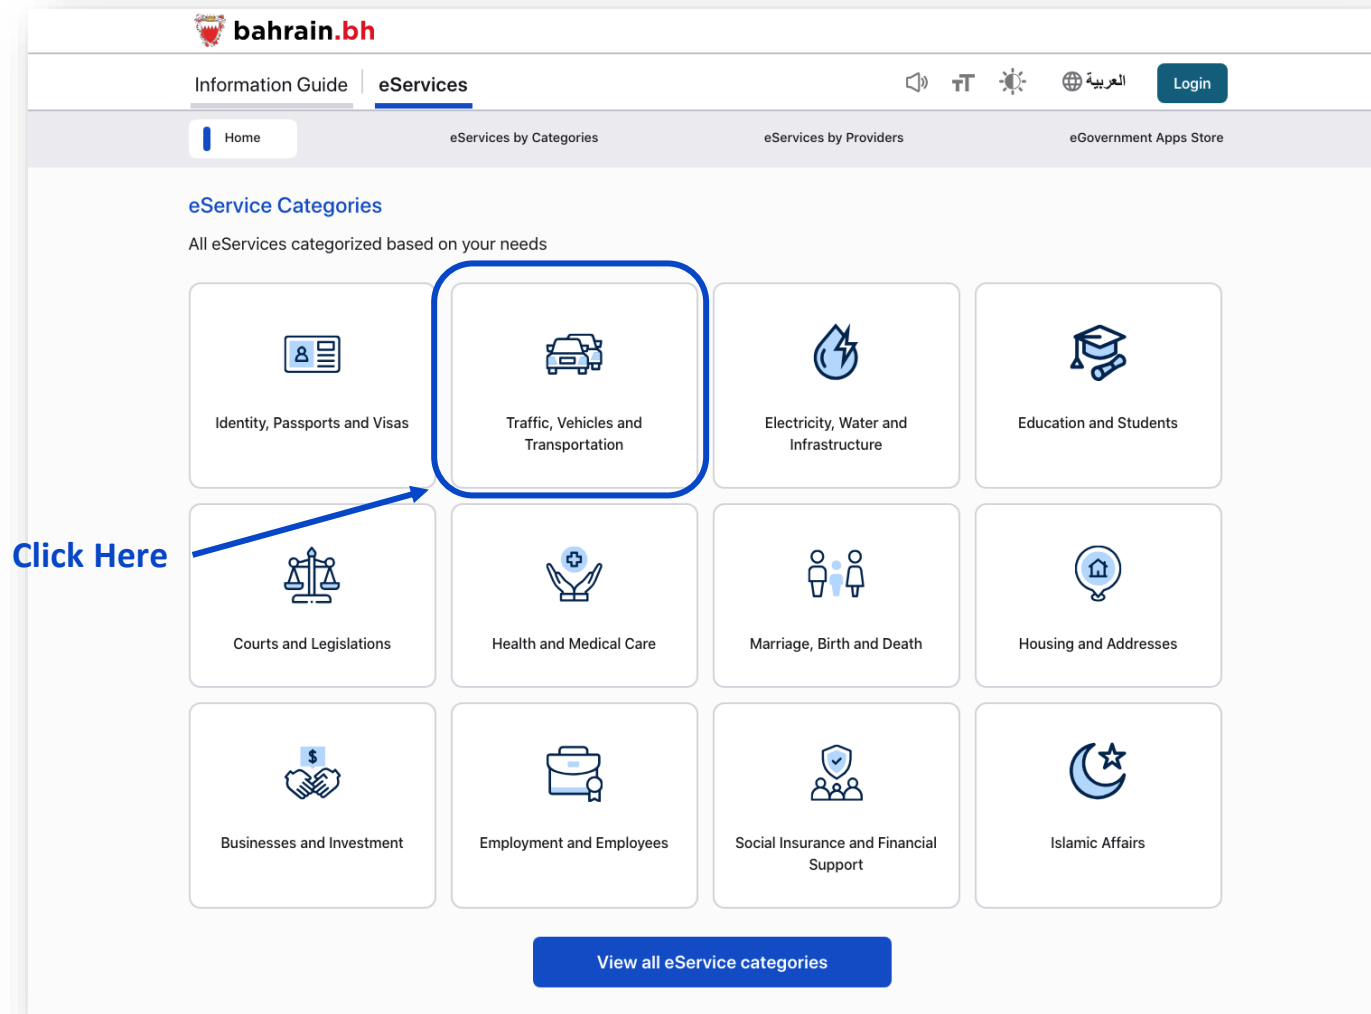 bahrain.bh
Information Guide
eServices
العربية
Login
Home
eServices by Categories
eServices by Providers
eGovernment Apps Store
eService Categories
All eServices categorized based on your needs
Identity, Passports and Visas
Traffic, Vehicles and
Transportation
Electricity, Water and
Infrastructure
Education and Students
Click Here
Courts and Legislations
Health and Medical Care
Marriage, Birth and Death
Housing and Addresses
$
Businesses and Investment
Employment and Employees
Social Insurance and Financial
Support
Islamic Affairs
View all eService categories